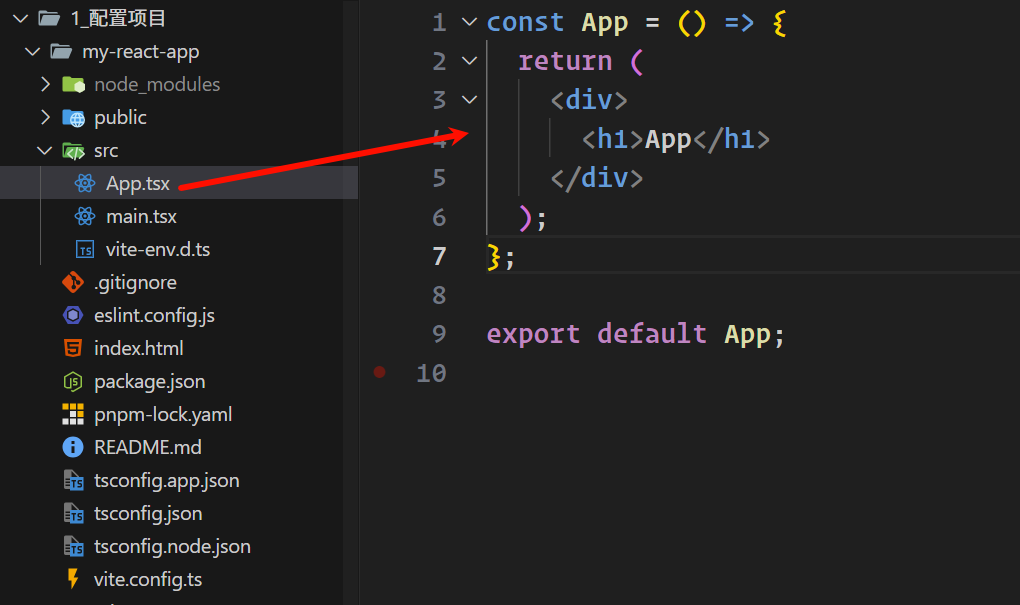 1_配置项目
my-react-app
node_modules
public
src
App.tsx
main.tsx
vite-env.d.ts
.gitignore
eslint.config.js
index.html
package.json
pnpm-lock.yaml
README.md
tsconfig.app.json
tsconfig.json
tsconfig.node.json
vite.config.ts
1 const App = () => {
2 return (
3 <div>
4 <h1>App</h1>
5 </div>
6 );
7 };
8
9 export default App;
10